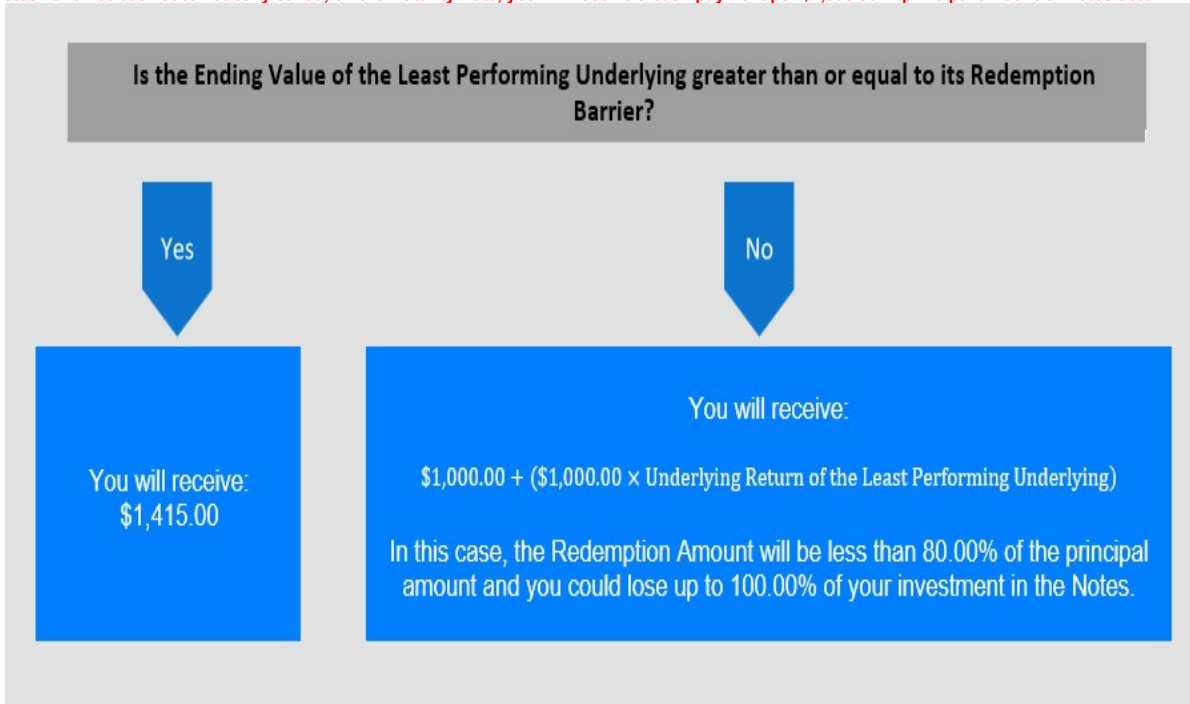 Is the Ending Value of the Least Performing Underlying greater than or equal to its Redemption
Barrier?
Yes
No
You will receive:
$1,415.00
You will receive:
$1,000.00 + ($1,000.00 × Underlying Return of the Least Performing Underlying)
In this case, the Redemption Amount will be less than 80.00% of the principal
amount and you could lose up to 100.00% of your investment in the Notes.